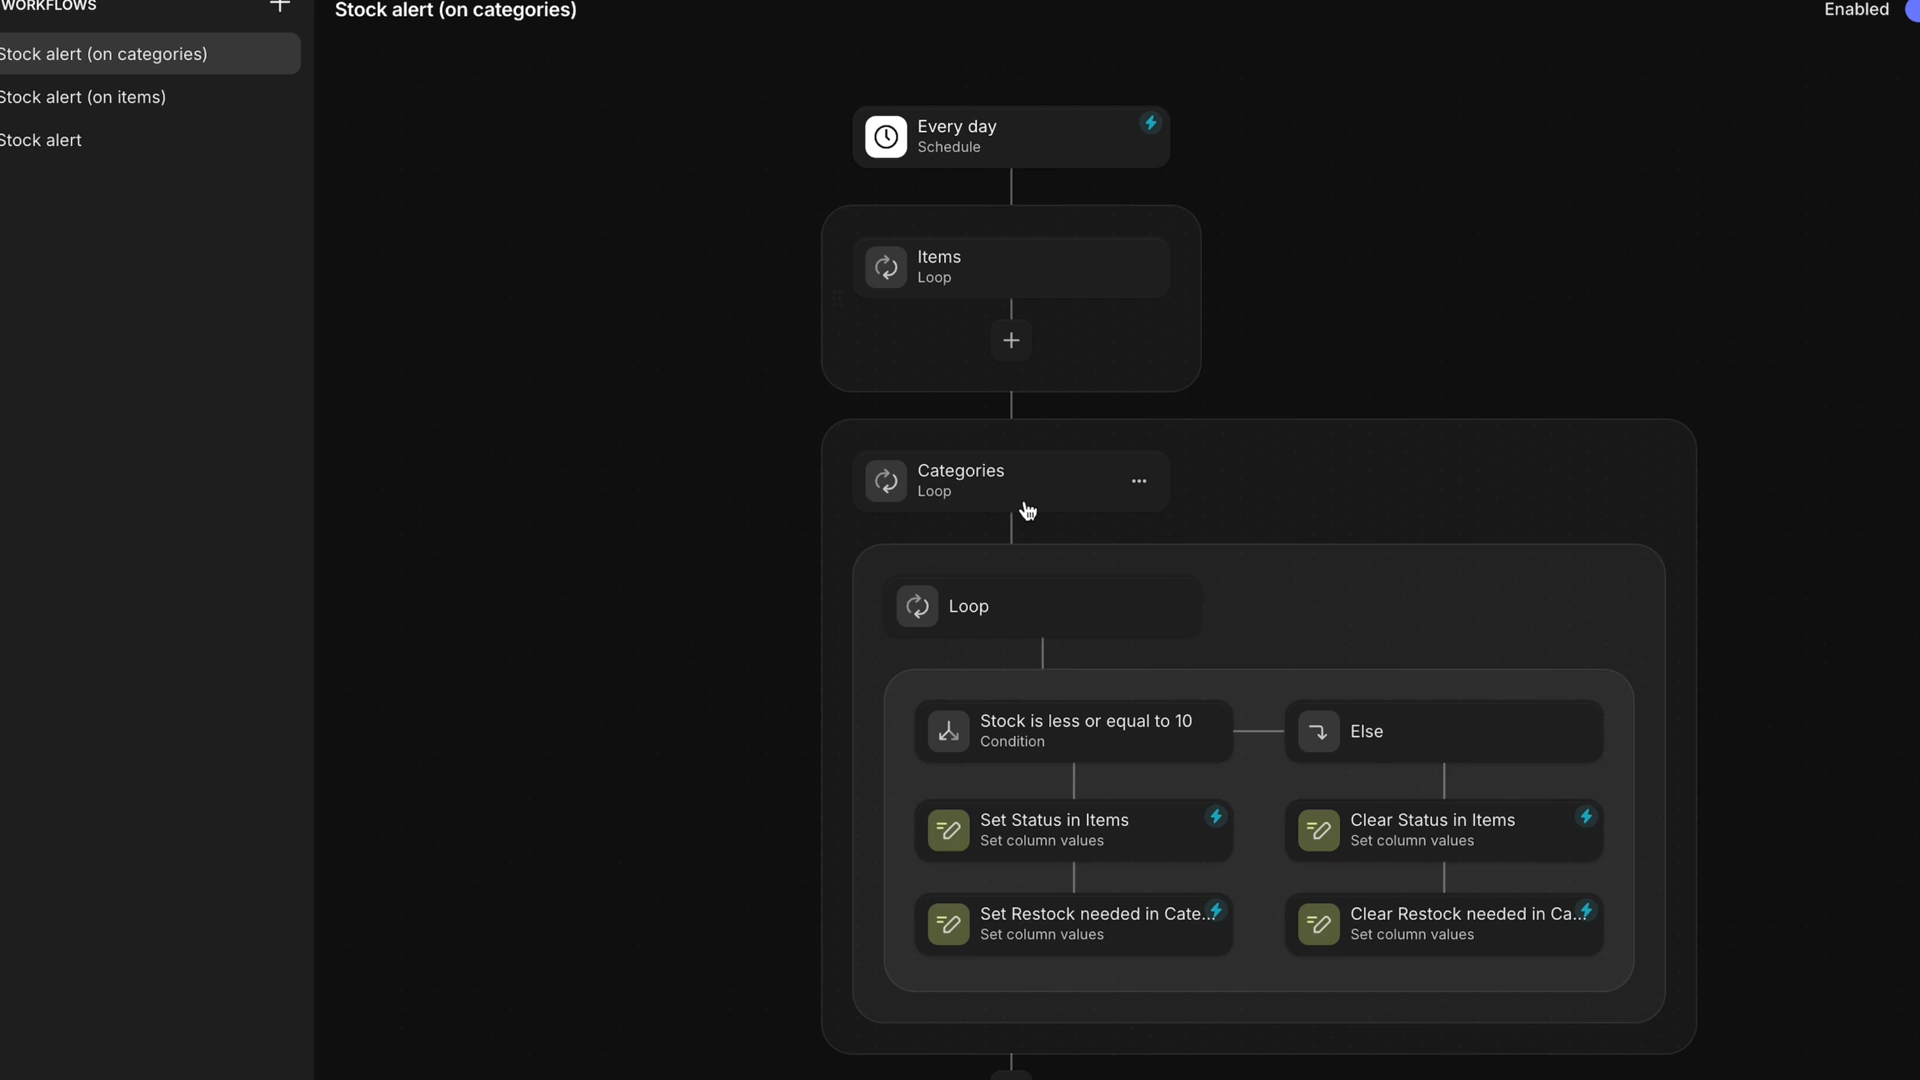 WORKFLOWS
Stock alert (on categories)
Enabled
Stock alert (on categories)
Stock alert (on items)
Stock alert
Every day
Schedule
Items
Loop
Categories
Loop
Loop
Stock is less or equal to 10
Condition
Else
Set Status in Items
Set column values
Clear Status in Items
Set column values
Set Restock needed in Cate...
Set column values
Clear Restock needed in Ca...
Set column values